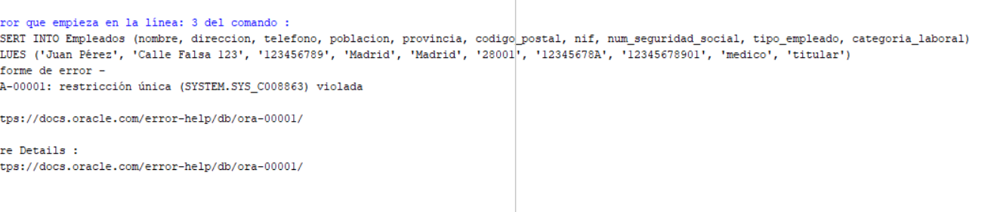 ror que empieza en la línea: 3 del comando :
SERT INTO Empleados (nombre, direccion, telefono, poblacion, provincia, codigo_postal, nif, num_seguridad_social, tipo_empleado, categoria_laboral)
LUES ('Juan Pérez', 'Calle Falsa 123', '123456789', 'Madrid', 'Madrid', '28001', '12345678A', '12345678901', 'medico', 'titular')
forme de error -
A-00001: restricción única (SYSTEM.SYS_C008863) violada
tps://docs.oracle.com/error-help/db/ora-00001/
re Details :
tps://docs.oracle.com/error-help/db/ora-00001/